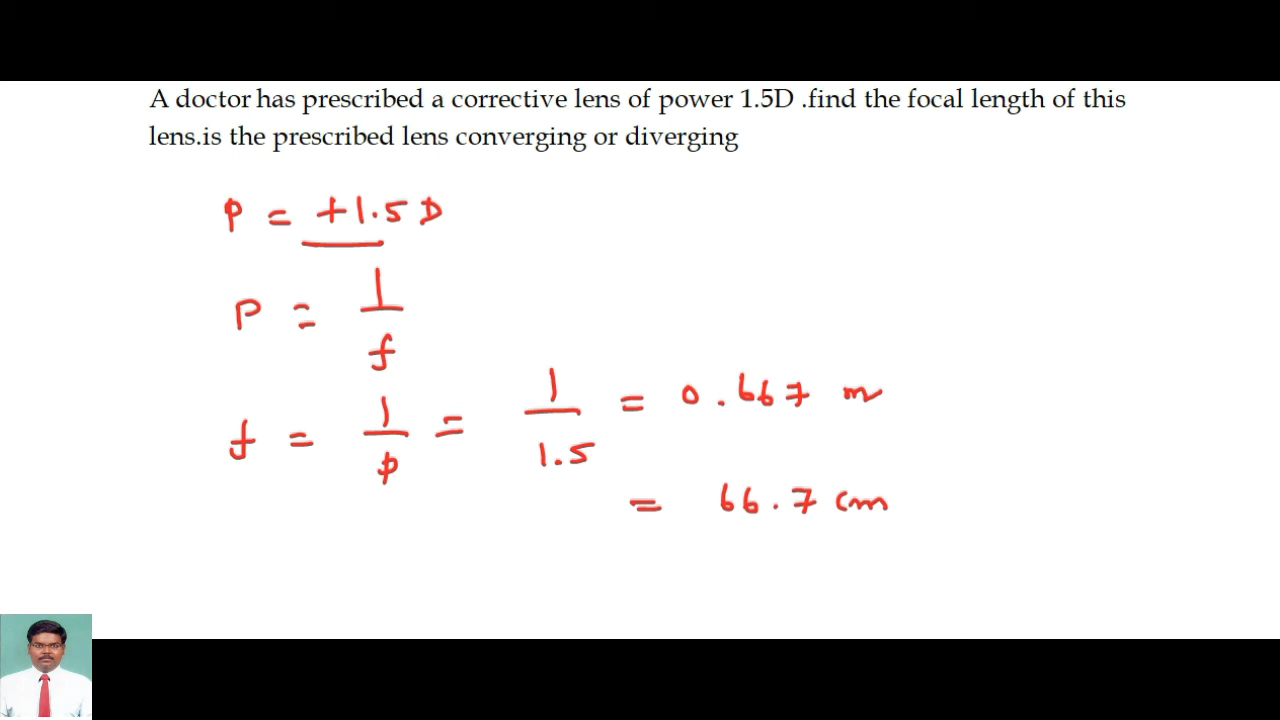 A doctor has prescribed a corrective lens of power 1.5D .find the focal length of this
lens.is the prescribed lens converging or diverging
P = +1.5 D
P = 1/f
f = 1/p = 1/1.5 = 0.667 m
= 66.7 cm